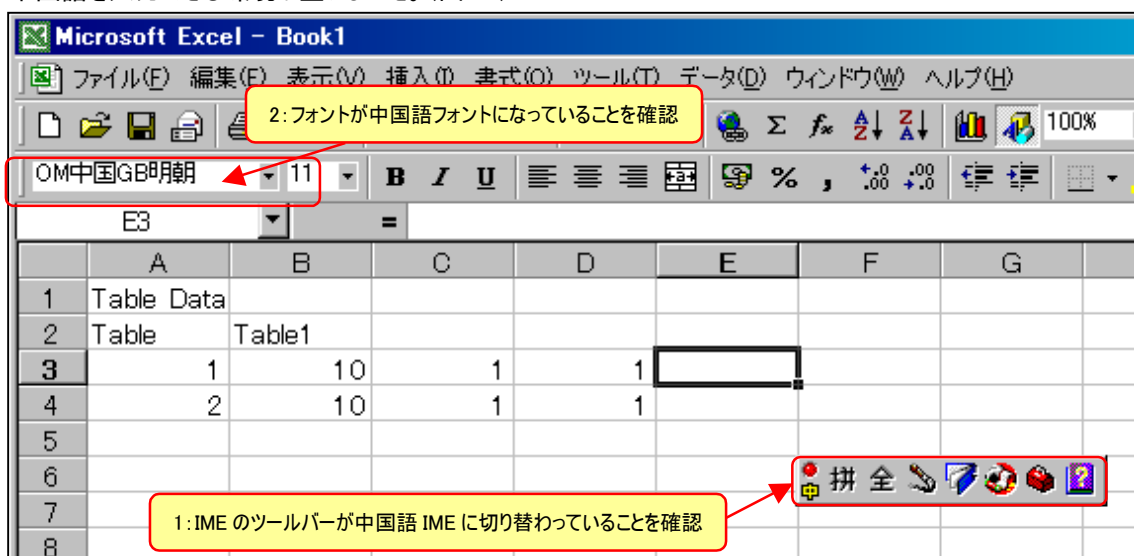 Microsoft Excel - Book1
ファイル(F) 編集(E) 表示(V) 挿入(I) 書式(O) ツール(T) データ(D) ウィンドウ(W) ヘルプ(H)
2:フォントが中国語フォントになっていることを確認
100%
OM中国GB明朝 11 B I U % ,
E3 =
A B C D E F G
1 Table Data
2 Table Table1
3 1 10 1 1
4 2 10 1 1
5
6 中 拼 全
7
1:IME のツールバーが中国語 IME に切り替わっていることを確認
8